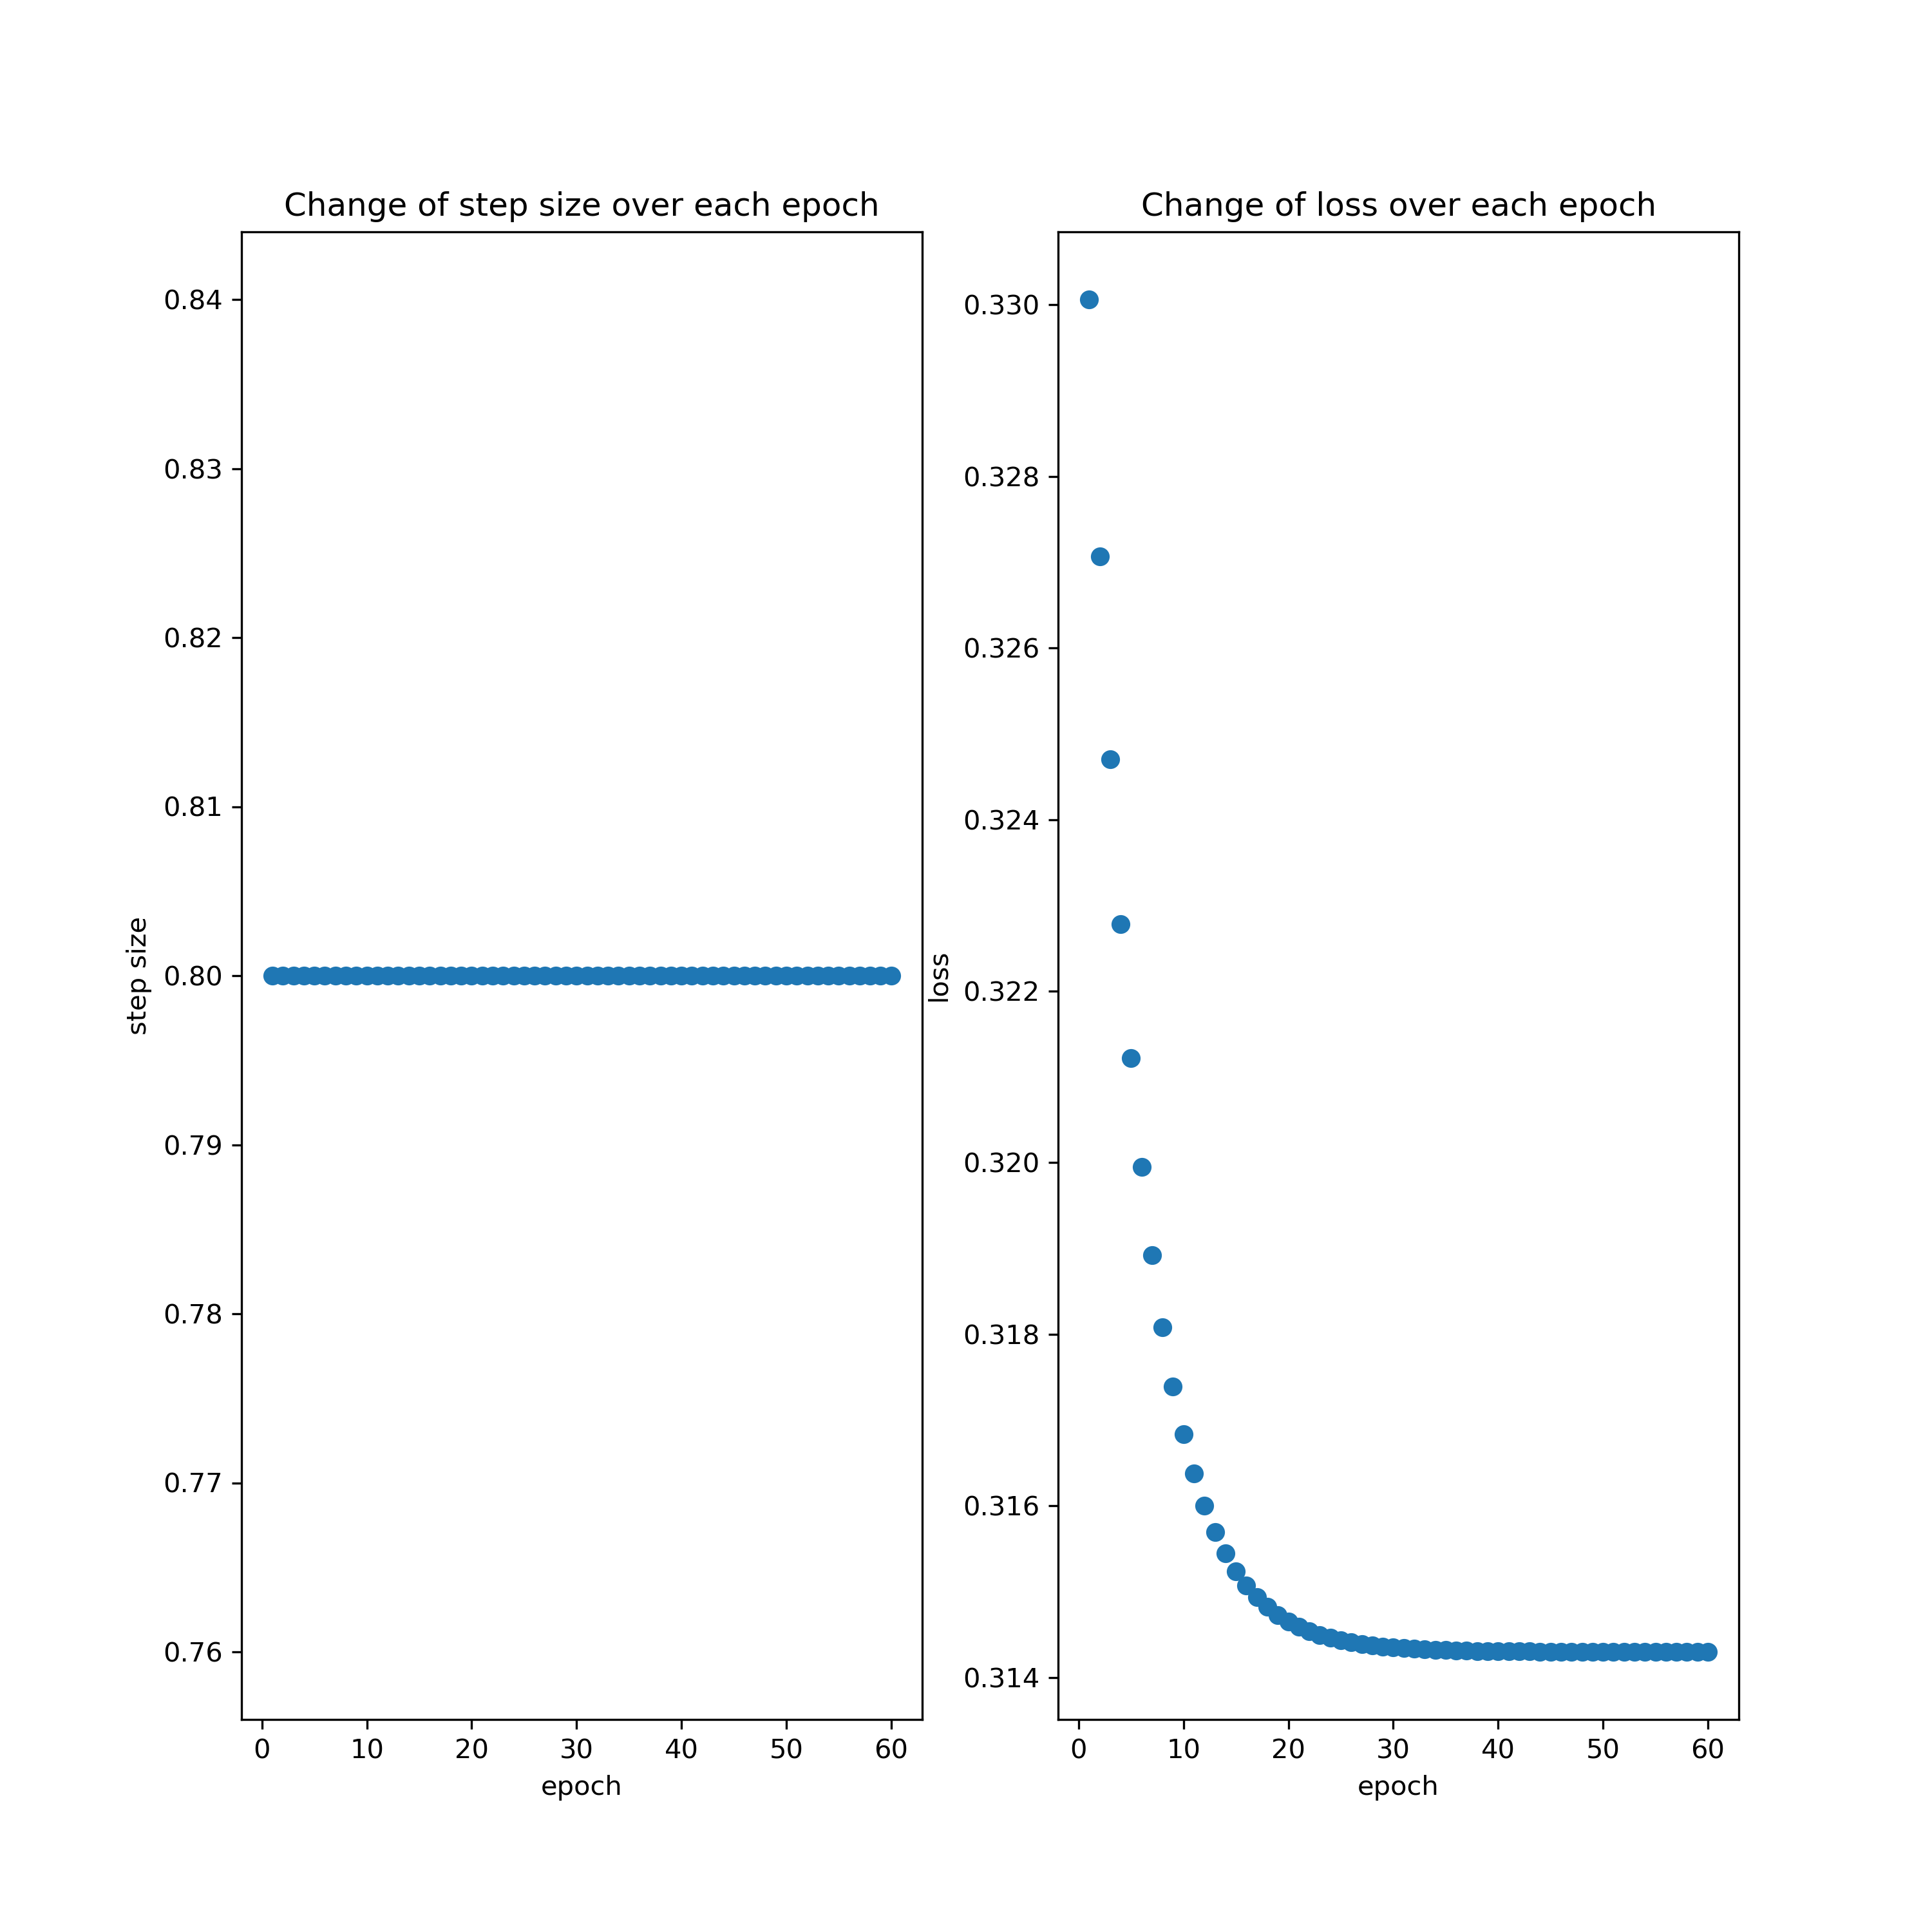 Change of step size over each epoch
0.84
0.83
0.82
0.81
0.80
0.79
0.78
0.77
0.76
step size
0 10 20 30 40 50 60
epoch
Change of loss over each epoch
0.330
0.328
0.326
0.324
0.322
0.320
0.318
0.316
0.314
loss
0 10 20 30 40 50 60
epoch